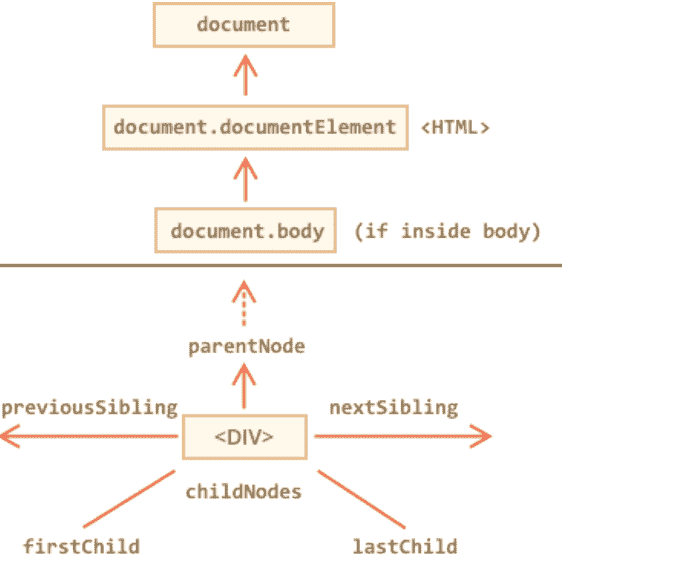 document
document.documentElement <HTML>
document.body (if inside body)
parentNode
previousSibling nextSibling
<DIV>
childNodes
firstChild lastChild